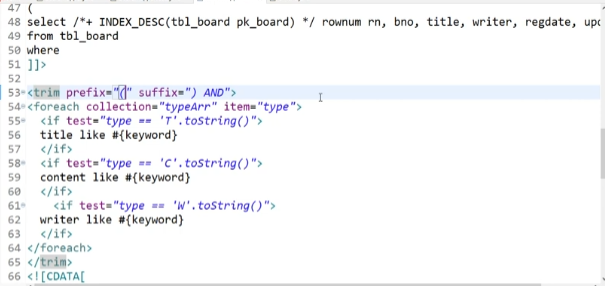 47 (
48 select /*+ INDEX_DESC(tbl_board pk_board) */ rownum rn, bno, title, writer, regdate,
49 from tbl_board
50 where
51 ]]>
52
53 <trim prefix="(" suffix=") AND">
54 <foreach collection="typeArr" item="type">
55 <if test="type == 'T'.toString()">
56 title like #{keyword}
57 </if>
58 <if test="type == 'C'.toString()">
59 content like #{keyword}
60 </if>
61 <if test="type == 'W'.toString()">
62 writer like #{keyword}
63 </if>
64 </foreach>
65 </trim>
66 <![CDATA[